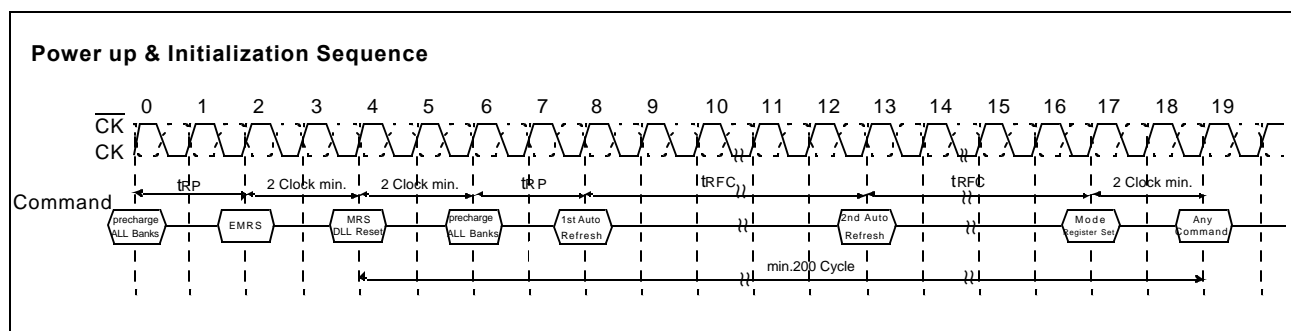 Power up & Initialization Sequence
0 1 2 3 4 5 6 7 8 9 10 11 12 13 14 15 16 17 18 19
CK
CK
tRP 2 Clock min. 2 Clock min. tRP tRFC tRFC 2 Clock min.
Command
precharge
ALL Banks
EMRS
MRS
DLL Reset
precharge
ALL Banks
1st Auto
Refresh
2nd Auto
Refresh
Mode
Register Set
Any
Command
min.200 Cycle